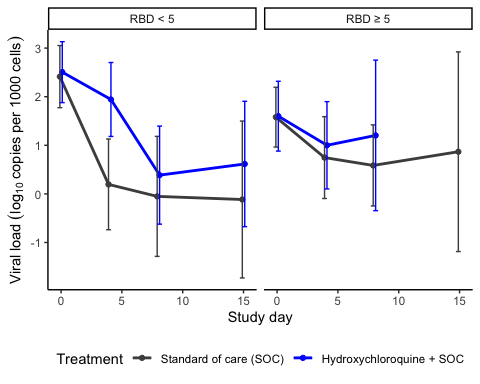 RBD < 5
RBD ≥ 5
Viral load (log₁₀ copies per 1000 cells)
3
2
1
0
-1
0 5 10 15
0 5 10 15
Study day
Treatment Standard of care (SOC) Hydroxychloroquine + SOC